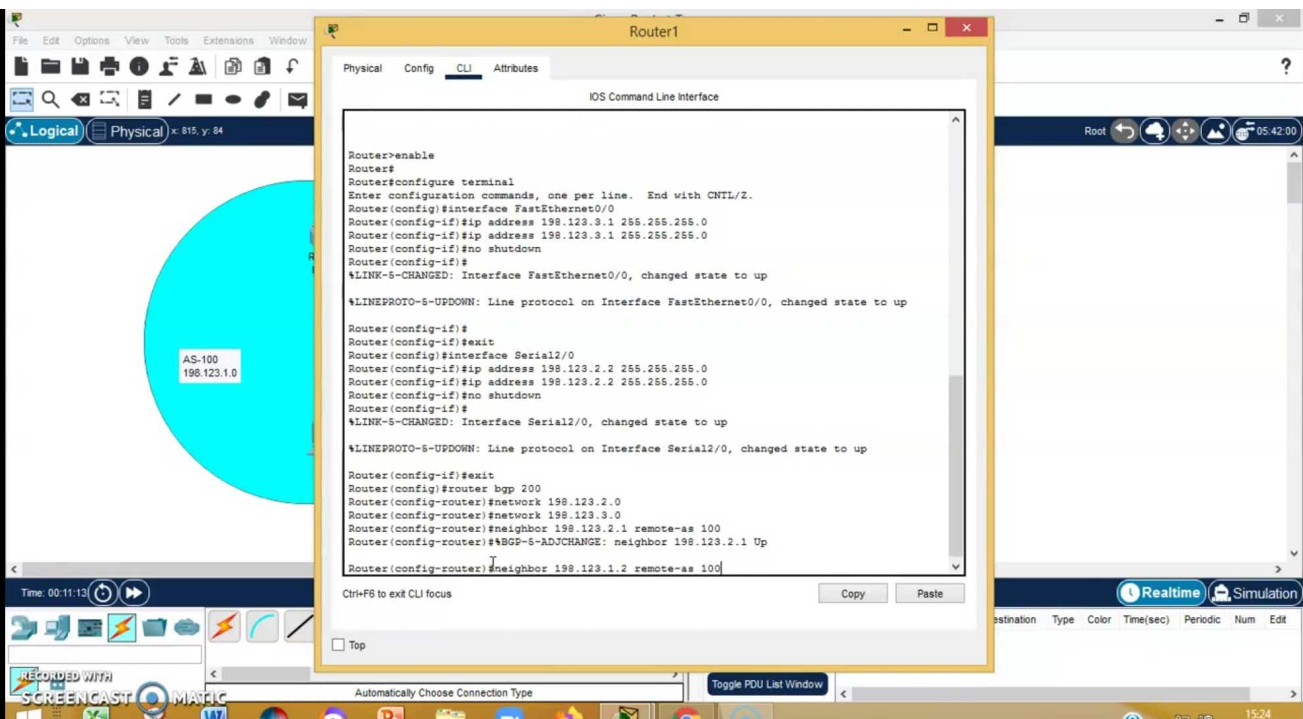 Router1
File Edit Options View Tools Extensions Window
Physical Config CLI Attributes
?
IOS Command Line Interface
Logical Physical x: 815, y: 84
Root 05:42:00
Router>enable
Router#
Router#configure terminal
Enter configuration commands, one per line. End with CNTL/Z.
Router(config)#interface FastEthernet0/0
Router(config-if)#ip address 198.123.3.1 255.255.255.0
Router(config-if)#ip address 198.123.3.1 255.255.255.0
Router(config-if)#no shutdown
Router(config-if)#
%LINK-5-CHANGED: Interface FastEthernet0/0, changed state to up
%LINEPROTO-5-UPDOWN: Line protocol on Interface FastEthernet0/0, changed state to up
Router(config-if)#
Router(config-if)#exit
Router(config)#interface Serial2/0
Router(config-if)#ip address 198.123.2.2 255.255.255.0
Router(config-if)#ip address 198.123.2.2 255.255.255.0
Router(config-if)#no shutdown
Router(config-if)#
%LINK-5-CHANGED: Interface Serial2/0, changed state to up
%LINEPROTO-5-UPDOWN: Line protocol on Interface Serial2/0, changed state to up
Router(config-if)#exit
Router(config)#router bgp 200
Router(config-router)#network 198.123.2.0
Router(config-router)#network 198.123.3.0
Router(config-router)#neighbor 198.123.2.1 remote-as 100
Router(config-router)#%BGP-5-ADJCHANGE: neighbor 198.123.2.1 Up
Router(config-router)#neighbor 198.123.1.2 remote-as 100
AS-100
198.123.1.0
Ctrl+F6 to exit CLI focus
Copy Paste
Time: 00:11:13
Realtime Simulation
Type Color Time(sec) Periodic Num Edit
Top
Toggle PDU List Window
Automatically Choose Connection Type
RECORDED WITH
SCREENCAST MATIC
15:24